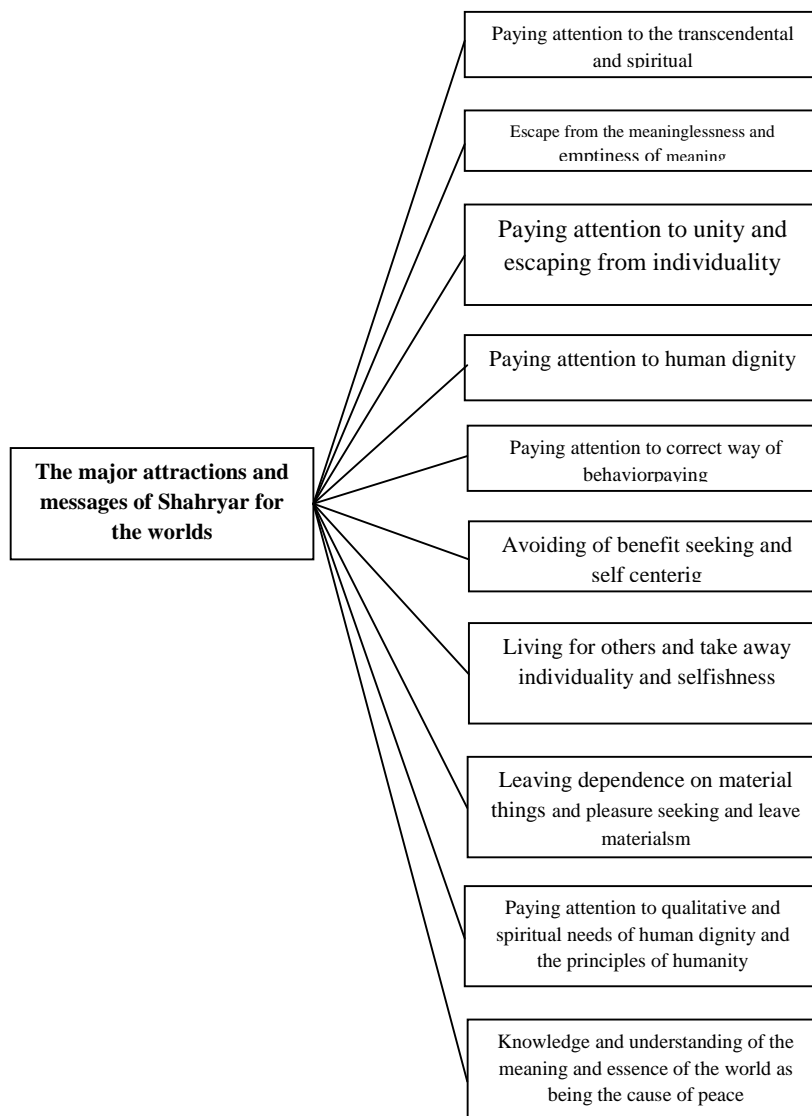 Paying attention to the transcendental
and spiritual
Escape from the meaninglessness and
emptiness of meaning
Paying attention to unity and
escaping from individuality
Paying attention to human dignity
The major attractions and
messages of Shahryar for
the worlds
Paying attention to correct way of
behaviorpaying
Avoiding of benefit seeking and
self centerig
Living for others and take away
individuality and selfishness
Leaving dependence on material
things and pleasure seeking and leave
materialsm
Paying attention to qualitative and
spiritual needs of human dignity and
the principles of humanity
Knowledge and understanding of the
meaning and essence of the world as
being the cause of peace